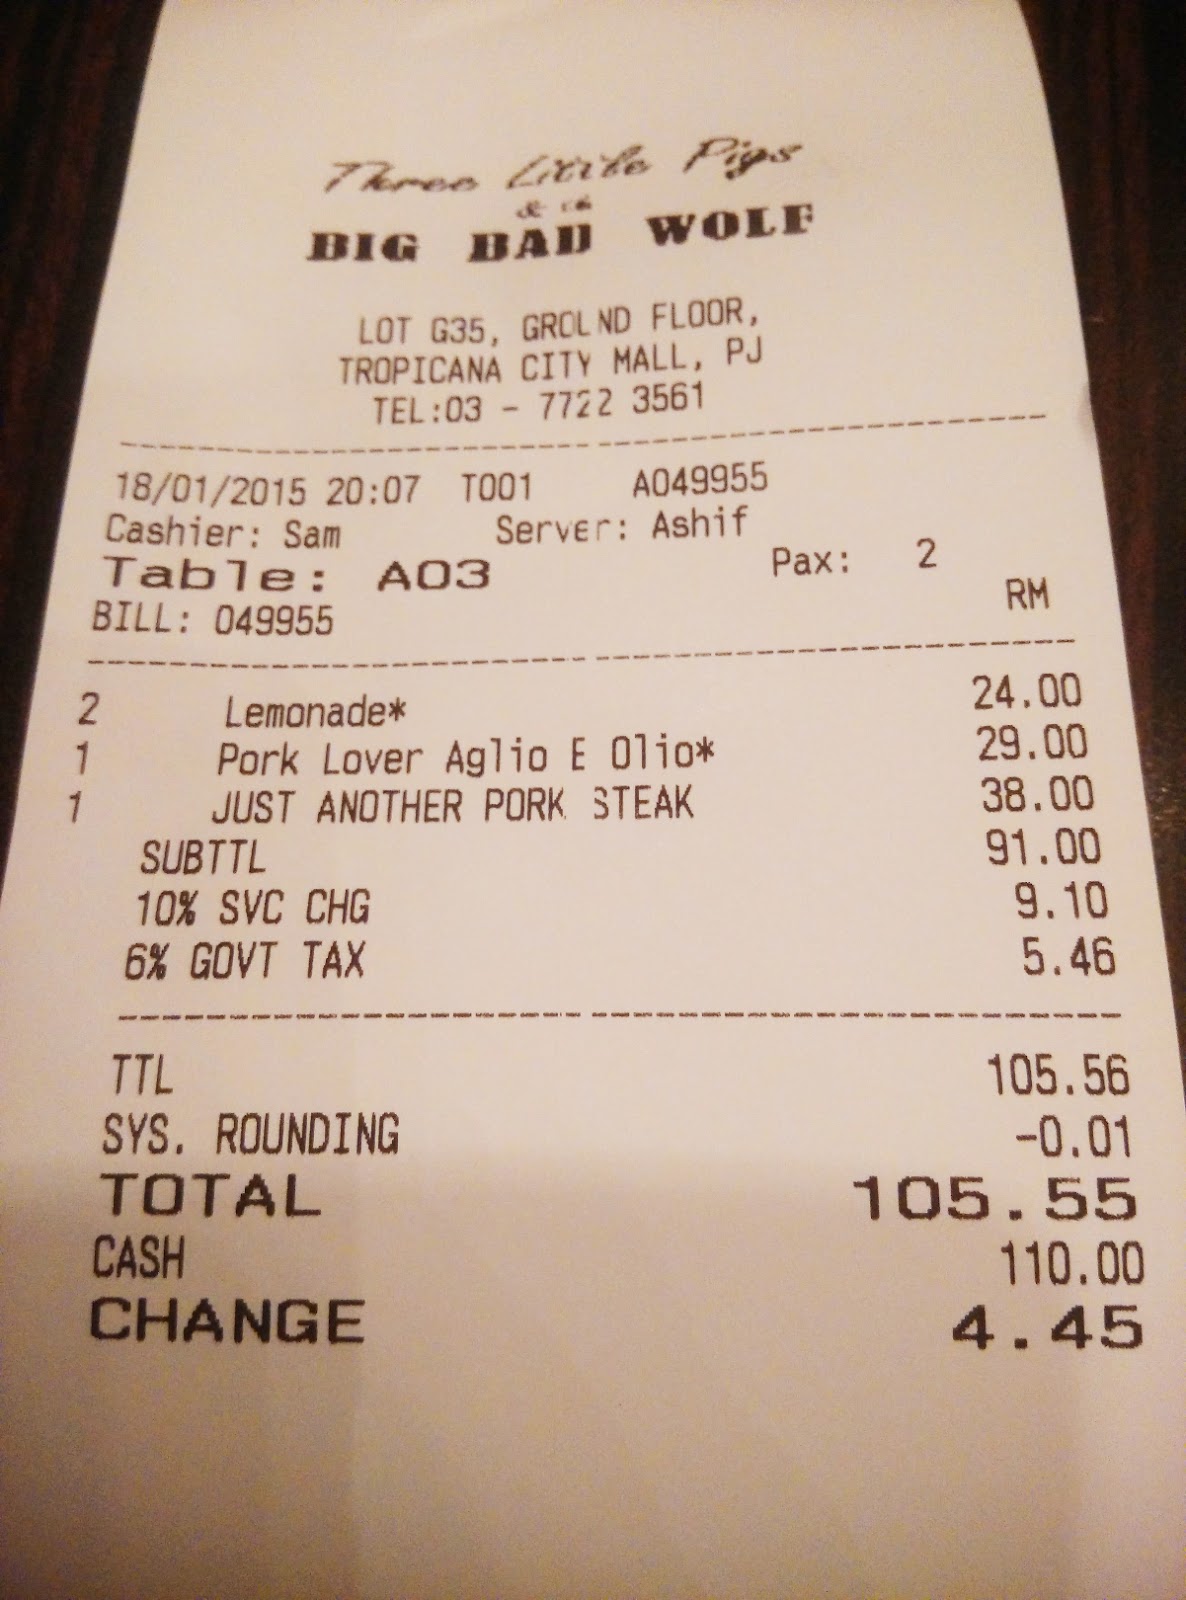 Three Little Pigs
&
BIG BAD WOLF
LOT G35, GROUND FLOOR,
TROPICANA CITY MALL, PJ
TEL:03 - 7722 3561
18/01/2015 20:07 T001 A049955
Cashier: Sam Server: Ashif
Table: A03 Pax: 2
BILL: 049955 RM
2 Lemonade* 24.00
1 Pork Lover Aglio E Olio* 29.00
1 JUST ANOTHER PORK STEAK 38.00
SUBTTL 91.00
10% SVC CHG 9.10
6% GOVT TAX 5.46
TTL 105.56
SYS. ROUNDING -0.01
TOTAL 105.55
CASH 110.00
CHANGE 4.45